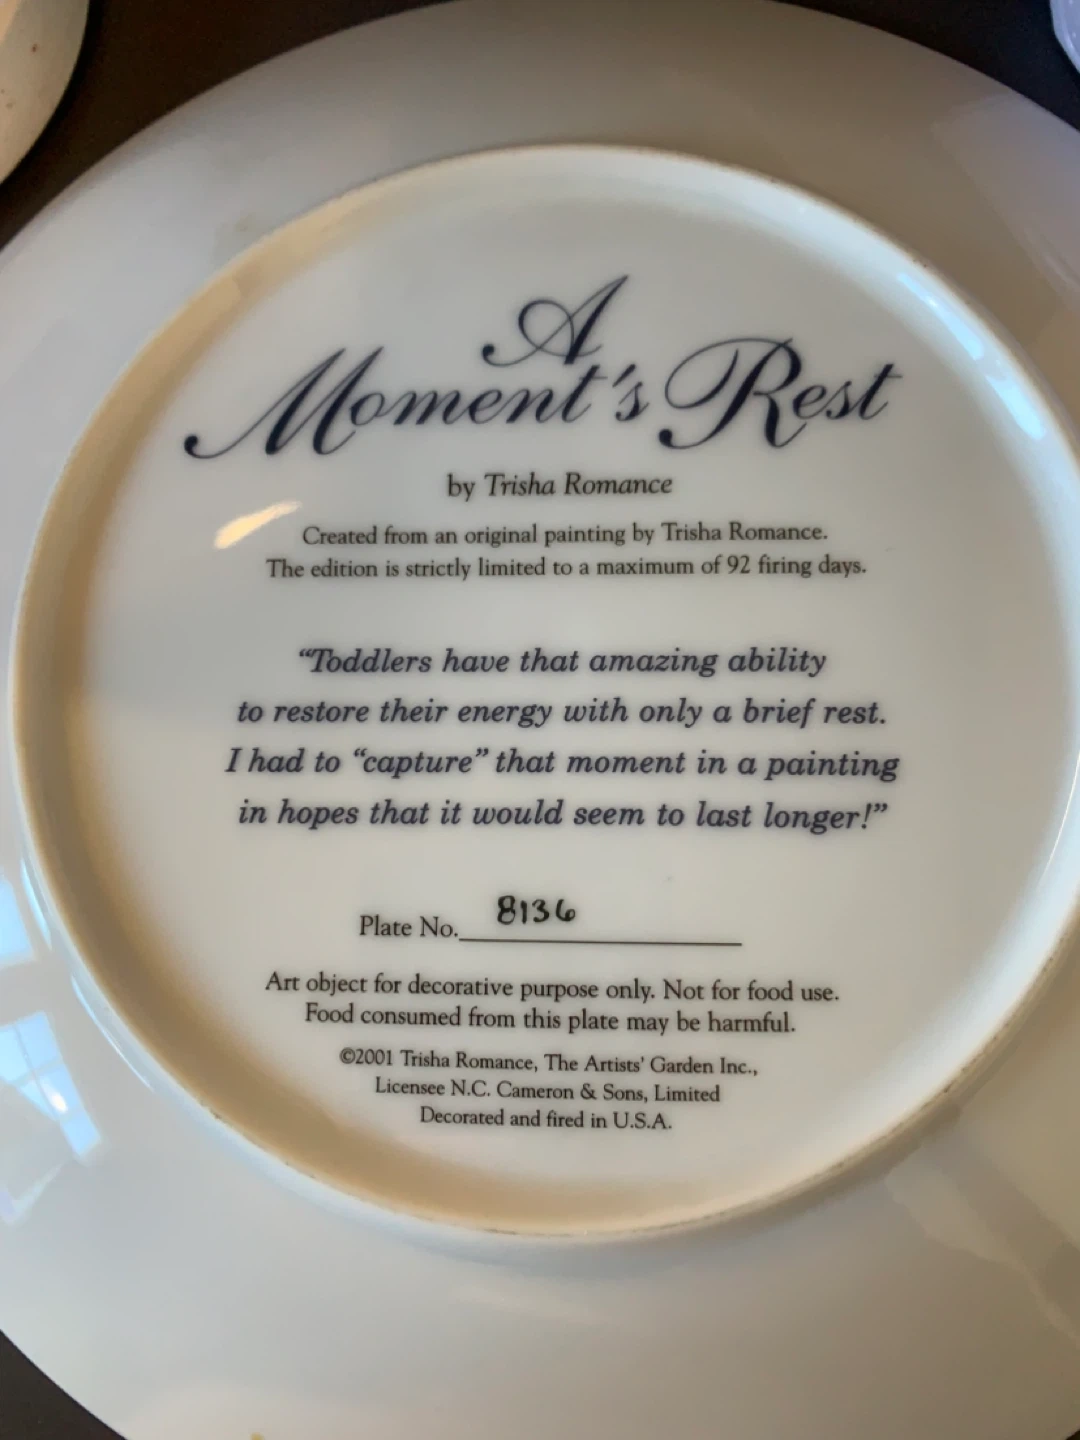 A
Moment's Rest
by Trisha Romance
Created from an original painting by Trisha Romance.
The edition is strictly limited to a maximum of 92 firing days.
“Toddlers have that amazing ability
to restore their energy with only a brief rest.
I had to “capture” that moment in a painting
in hopes that it would seem to last longer!”
Plate No. 8136
Art object for decorative purpose only. Not for food use.
Food consumed from this plate may be harmful.
©2001 Trisha Romance, The Artists' Garden Inc.,
Licensee N.C. Cameron & Sons, Limited
Decorated and fired in U.S.A.